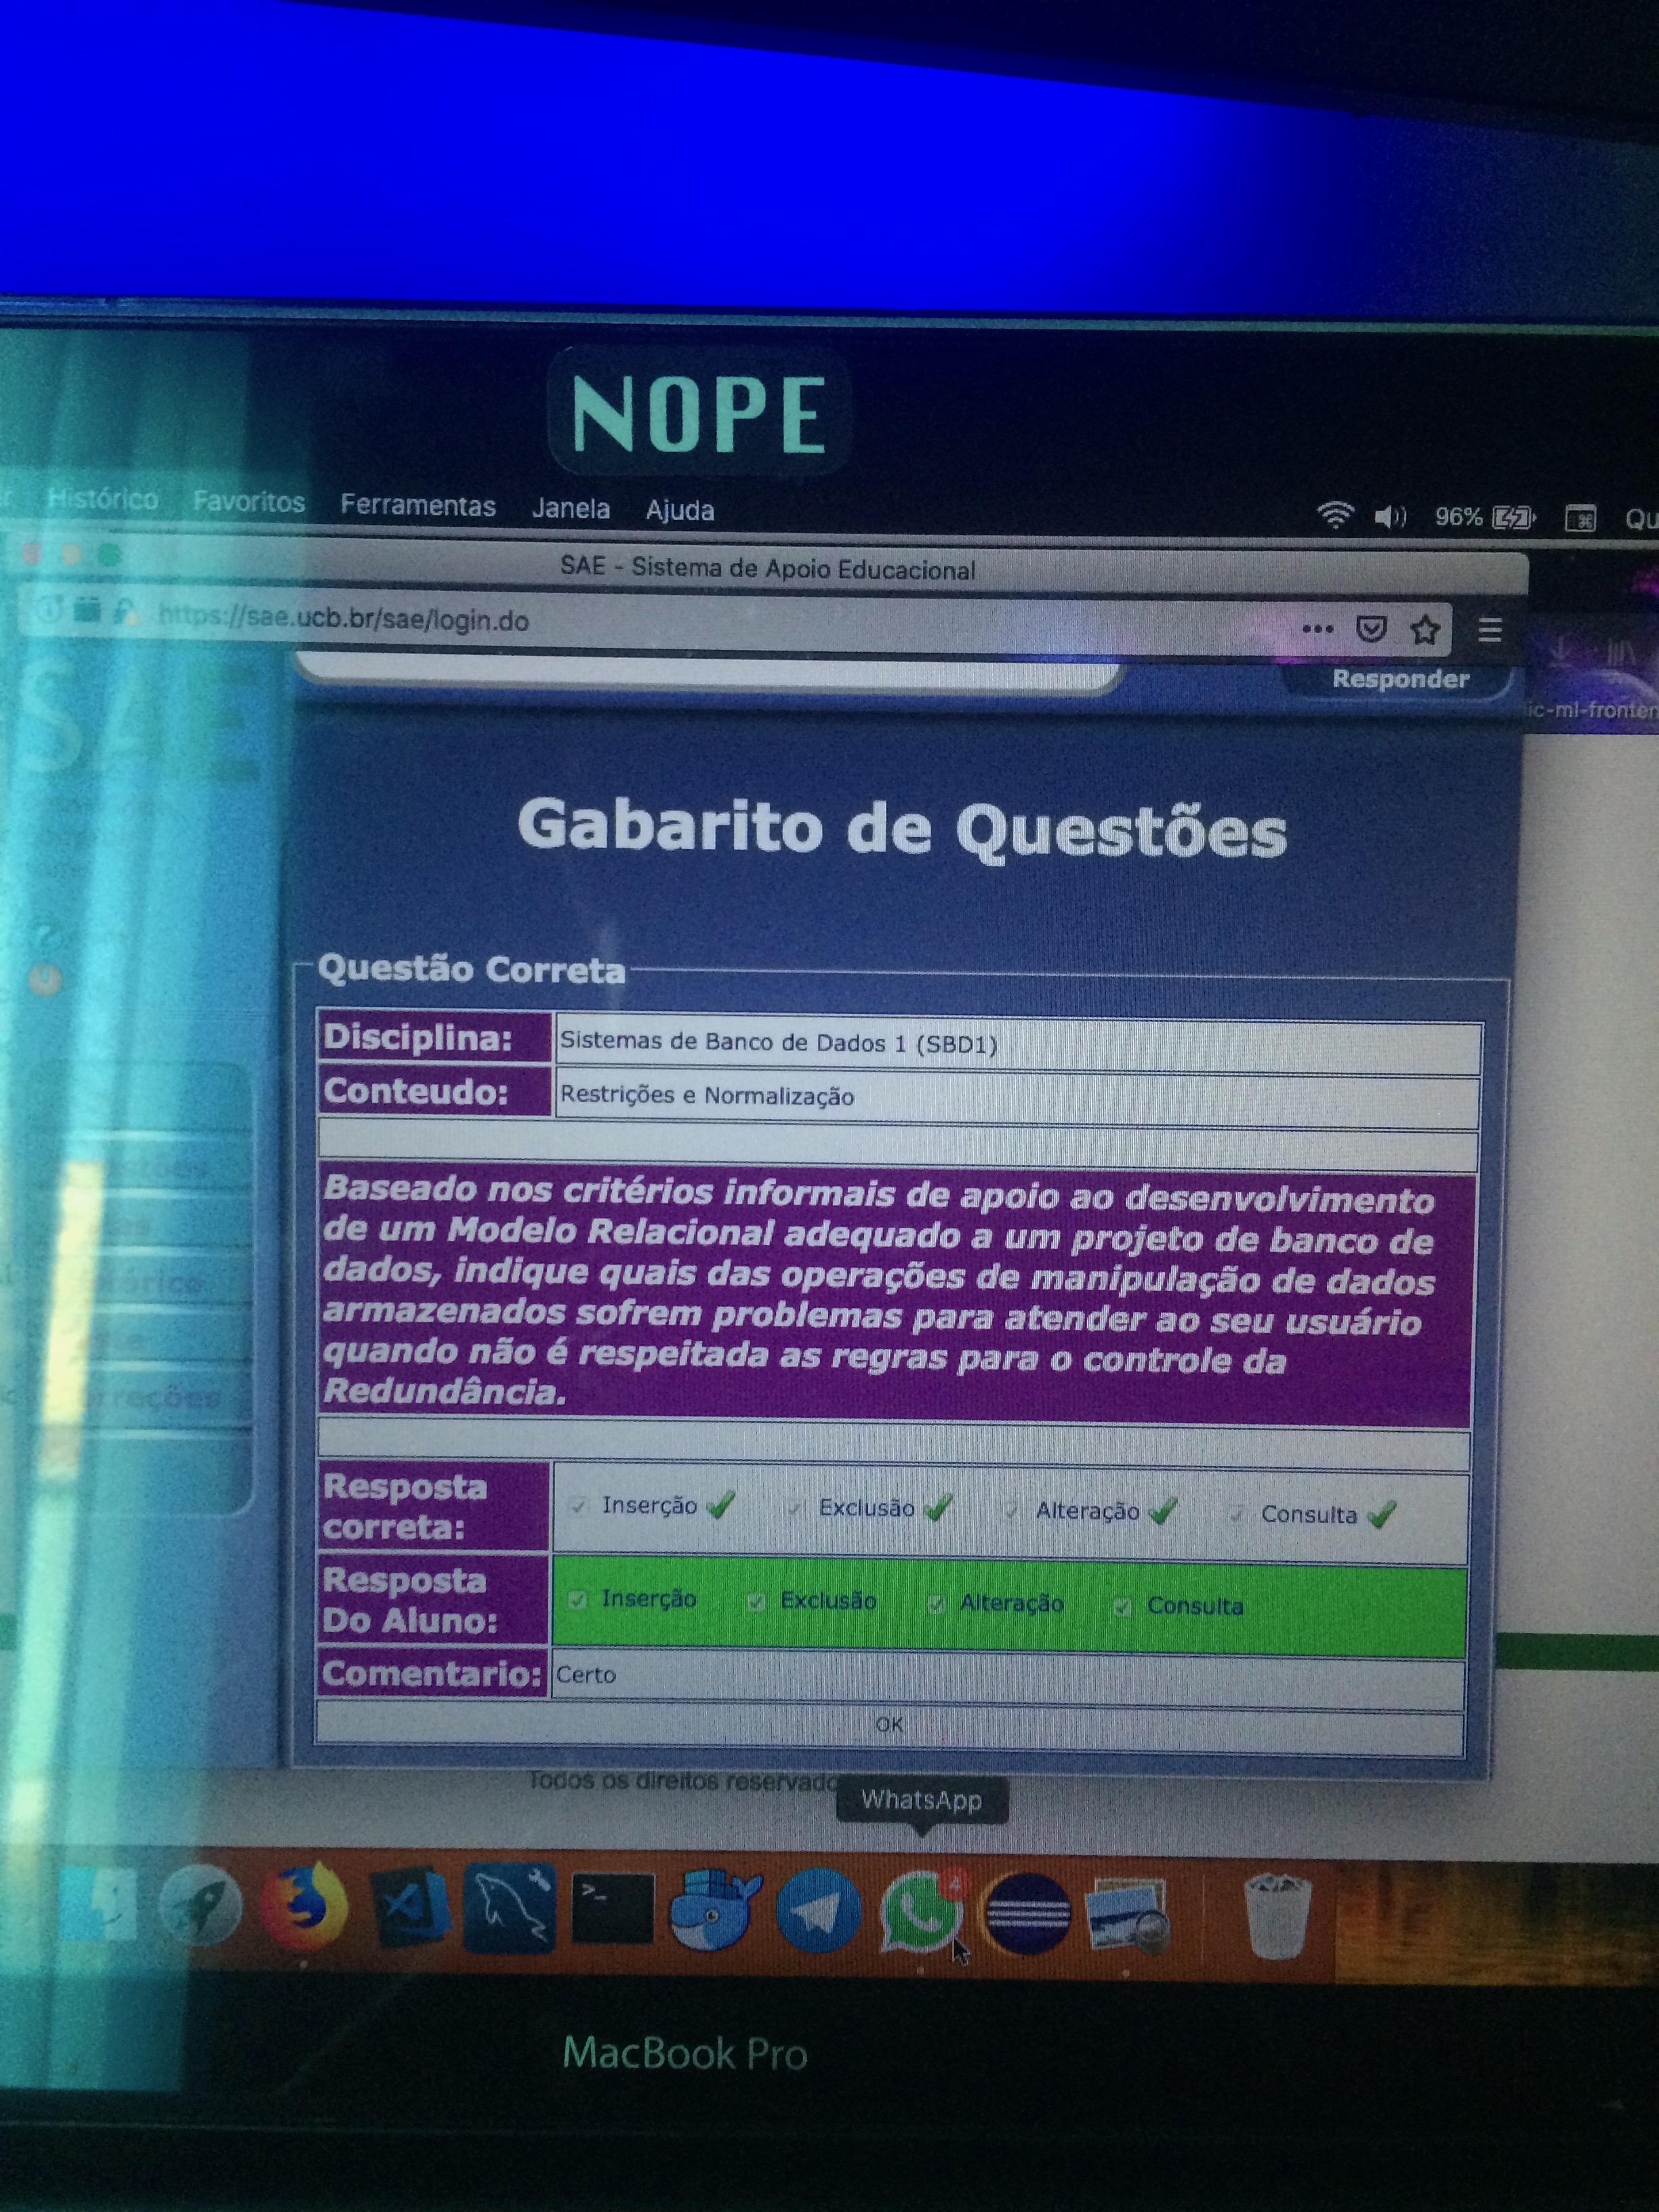 NOPE
Histórico Favoritos Ferramentas Janela Ajuda 96% Qu
SAE - Sistema de Apoio Educacional
https://sae.ucb.br/sae/login.do
Responder
SAE
ic-ml-fronten
Gabarito de Questões
Questão Correta
Disciplina: Sistemas de Banco de Dados 1 (SBD1)
Conteudo: Restrições e Normalização
Baseado nos critérios informais de apoio ao desenvolvimento
de um Modelo Relacional adequado a um projeto de banco de
dados, indique quais das operações de manipulação de dados
armazenados sofrem problemas para atender ao seu usuário
quando não é respeitada as regras para o controle da
Redundância.
Resposta
correta: Inserção Exclusão Alteração Consulta
Resposta
Do Aluno: Inserção Exclusão Alteração Consulta
Comentario: Certo
OK
Todos os direitos reservado
WhatsApp
4
MacBook Pro